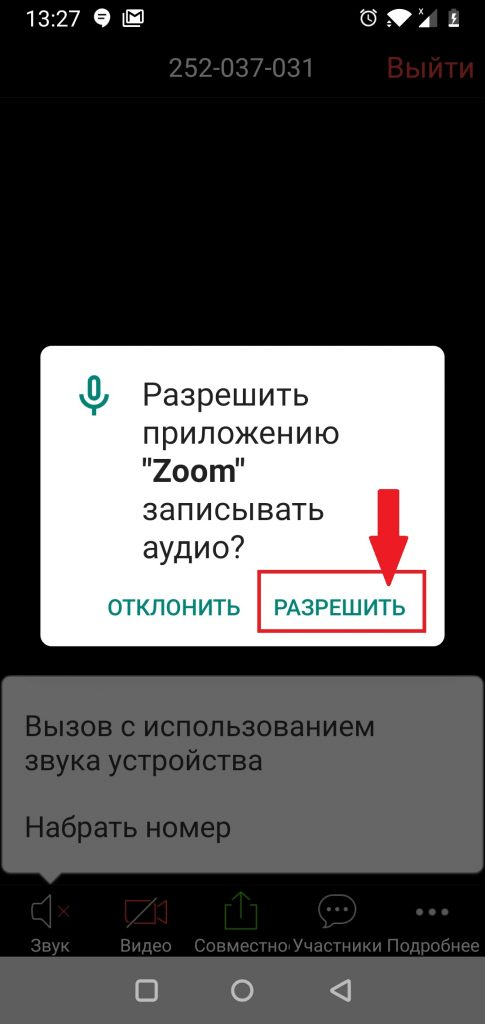 13:27
252-037-031
Выйти
Разрешить
приложению
"Zoom"
записывать
аудио?
ОТКЛОНИТЬ
РАЗРЕШИТЬ
Вызов с использованием
звука устройства
Набрать номер
Звук
Видео
Совместно
Участники
Подробнее